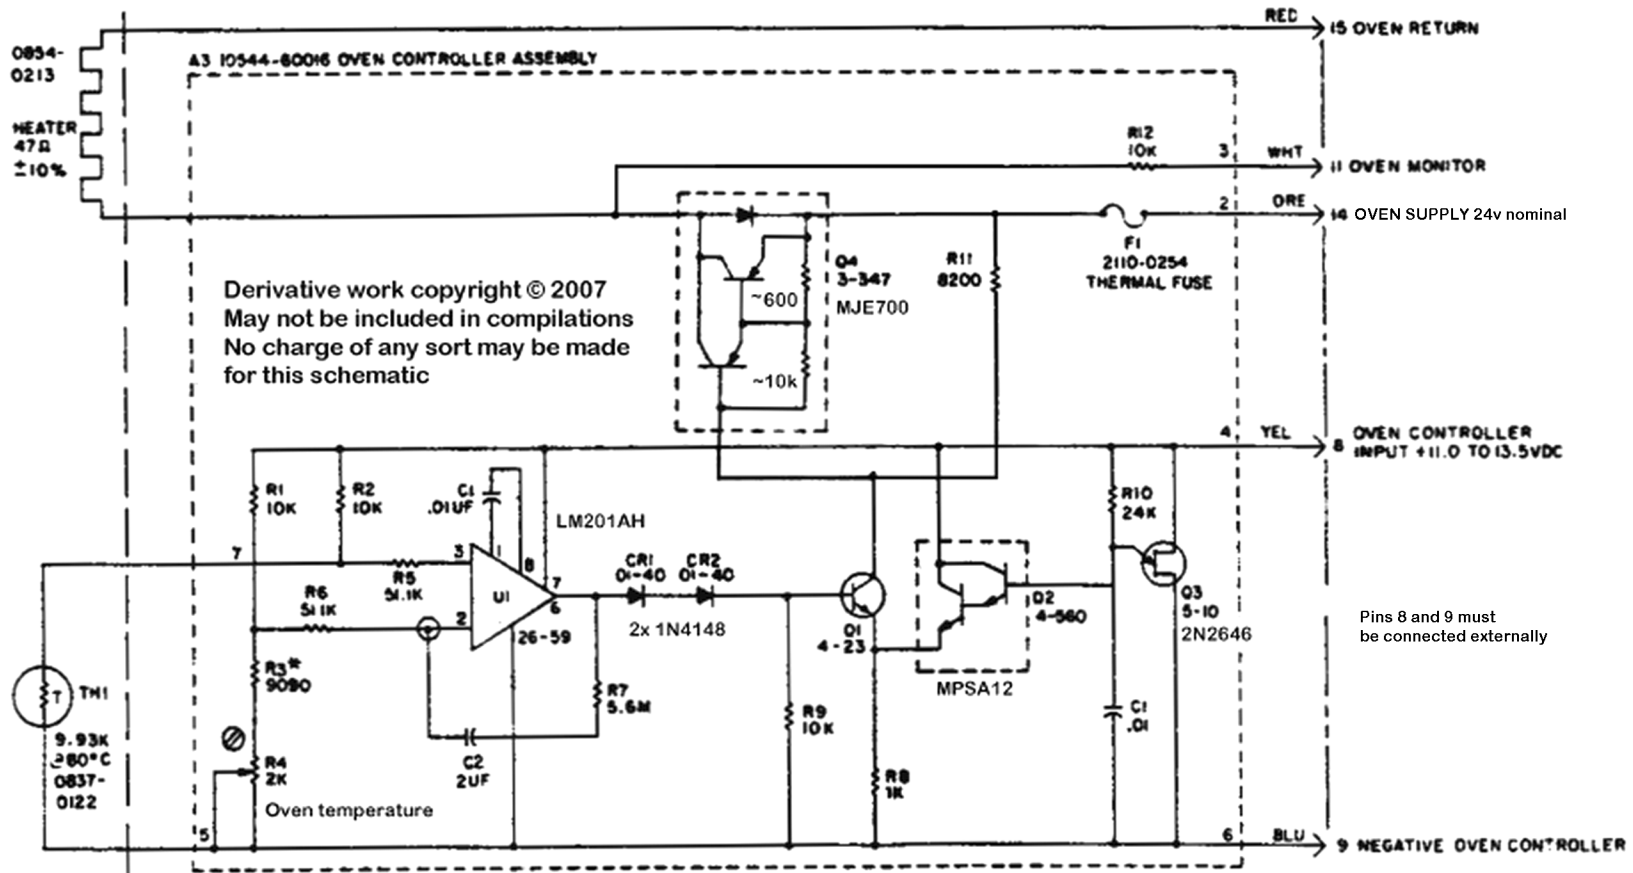 RED
15 OVEN RETURN
0854-
0213
A3 10544-60016 OVEN CONTROLLER ASSEMBLY
HEATER
47Ω
±10%
R12
10K
3
WHT
11 OVEN MONITOR
2
ORE
14 OVEN SUPPLY 24v nominal
F1
2110-0254
THERMAL FUSE
R11
8200
Q4
3-347
MJE700
~600
~10k
Derivative work copyright © 2007
May not be included in compilations
No charge of any sort may be made
for this schematic
4
YEL
8
OVEN CONTROLLER
INPUT +11.0 TO 13.5VDC
R1
10K
R2
10K
C1
.01UF
LM201AH
R10
24K
7
3
1
8
R5
51.1K
7
6
CR1
01-40
CR2
01-40
R6
51.1K
U1
2
26-59
2x 1N4148
Q1
4-23
Q2
4-560
MPSA12
Q3
5-10
2N2646
Pins 8 and 9 must
be connected externally
R3*
9090
T
TH1
9.93K
@80°C
0837-
0122
R7
5.6M
R9
10K
C1
.01
C2
2UF
R4
2K
R8
1K
Oven temperature
5
6
BLU
9 NEGATIVE OVEN CONTROLLER